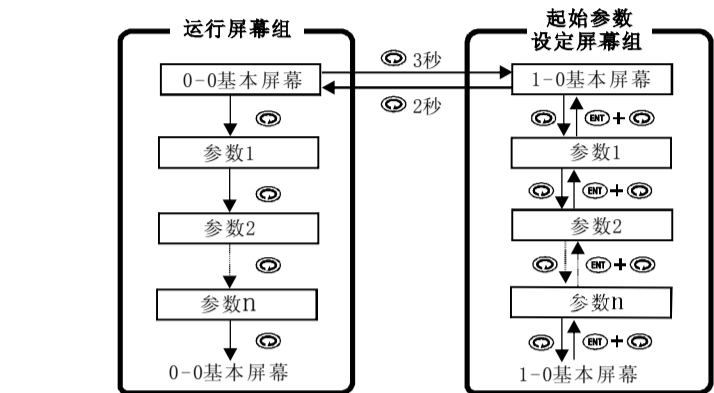 运行屏幕组
起始参数
设定屏幕组
3秒
2秒
0-0基本屏幕
参数1
参数2
参数n
0-0基本屏幕
1-0基本屏幕
ENT +
参数1
ENT +
参数2
ENT +
参数n
ENT +
1-0基本屏幕